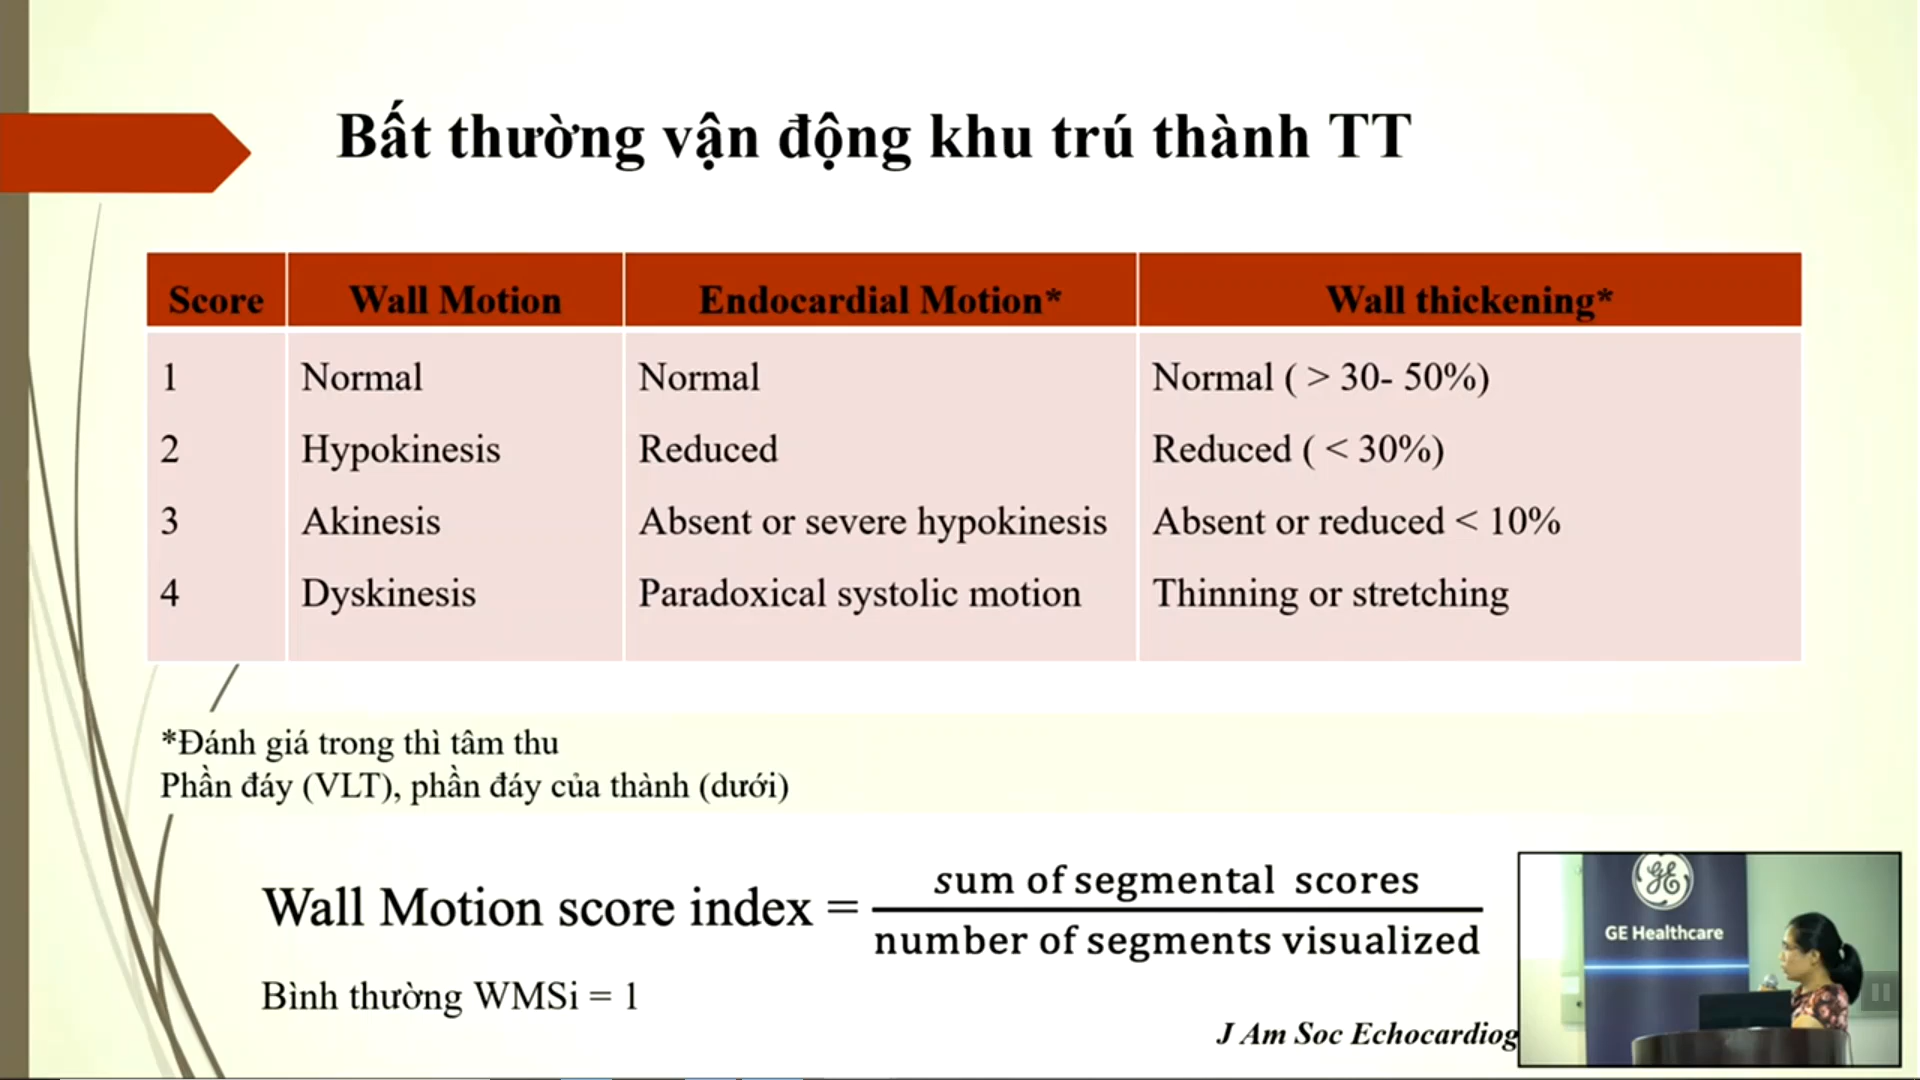 Bất thường vận động khu trú thành TT
Score Wall Motion Endocardial Motion* Wall thickening*
1 Normal Normal Normal ( > 30- 50%)
2 Hypokinesis Reduced Reduced ( < 30%)
3 Akinesis Absent or severe hypokinesis Absent or reduced < 10%
4 Dyskinesis Paradoxical systolic motion Thinning or stretching
*Đánh giá trong thì tâm thu
Phần đáy (VLT), phần đáy của thành (dưới)
Wall Motion score index = sum of segmental scores
number of segments visualized
Bình thường WMSi = 1
J Am Soc Echocardiog
GE
GE Healthcare